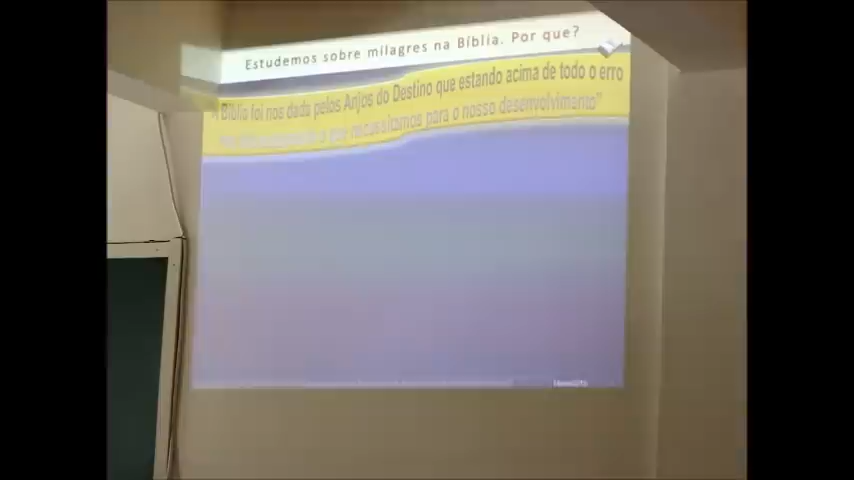 Estudemos sobre milagres na Bíblia. Por que?
"A Bíblia foi nos dada pelos Anjos do Destino que estando acima de todo o erro
necessitamos para o nosso desenvolvimento"